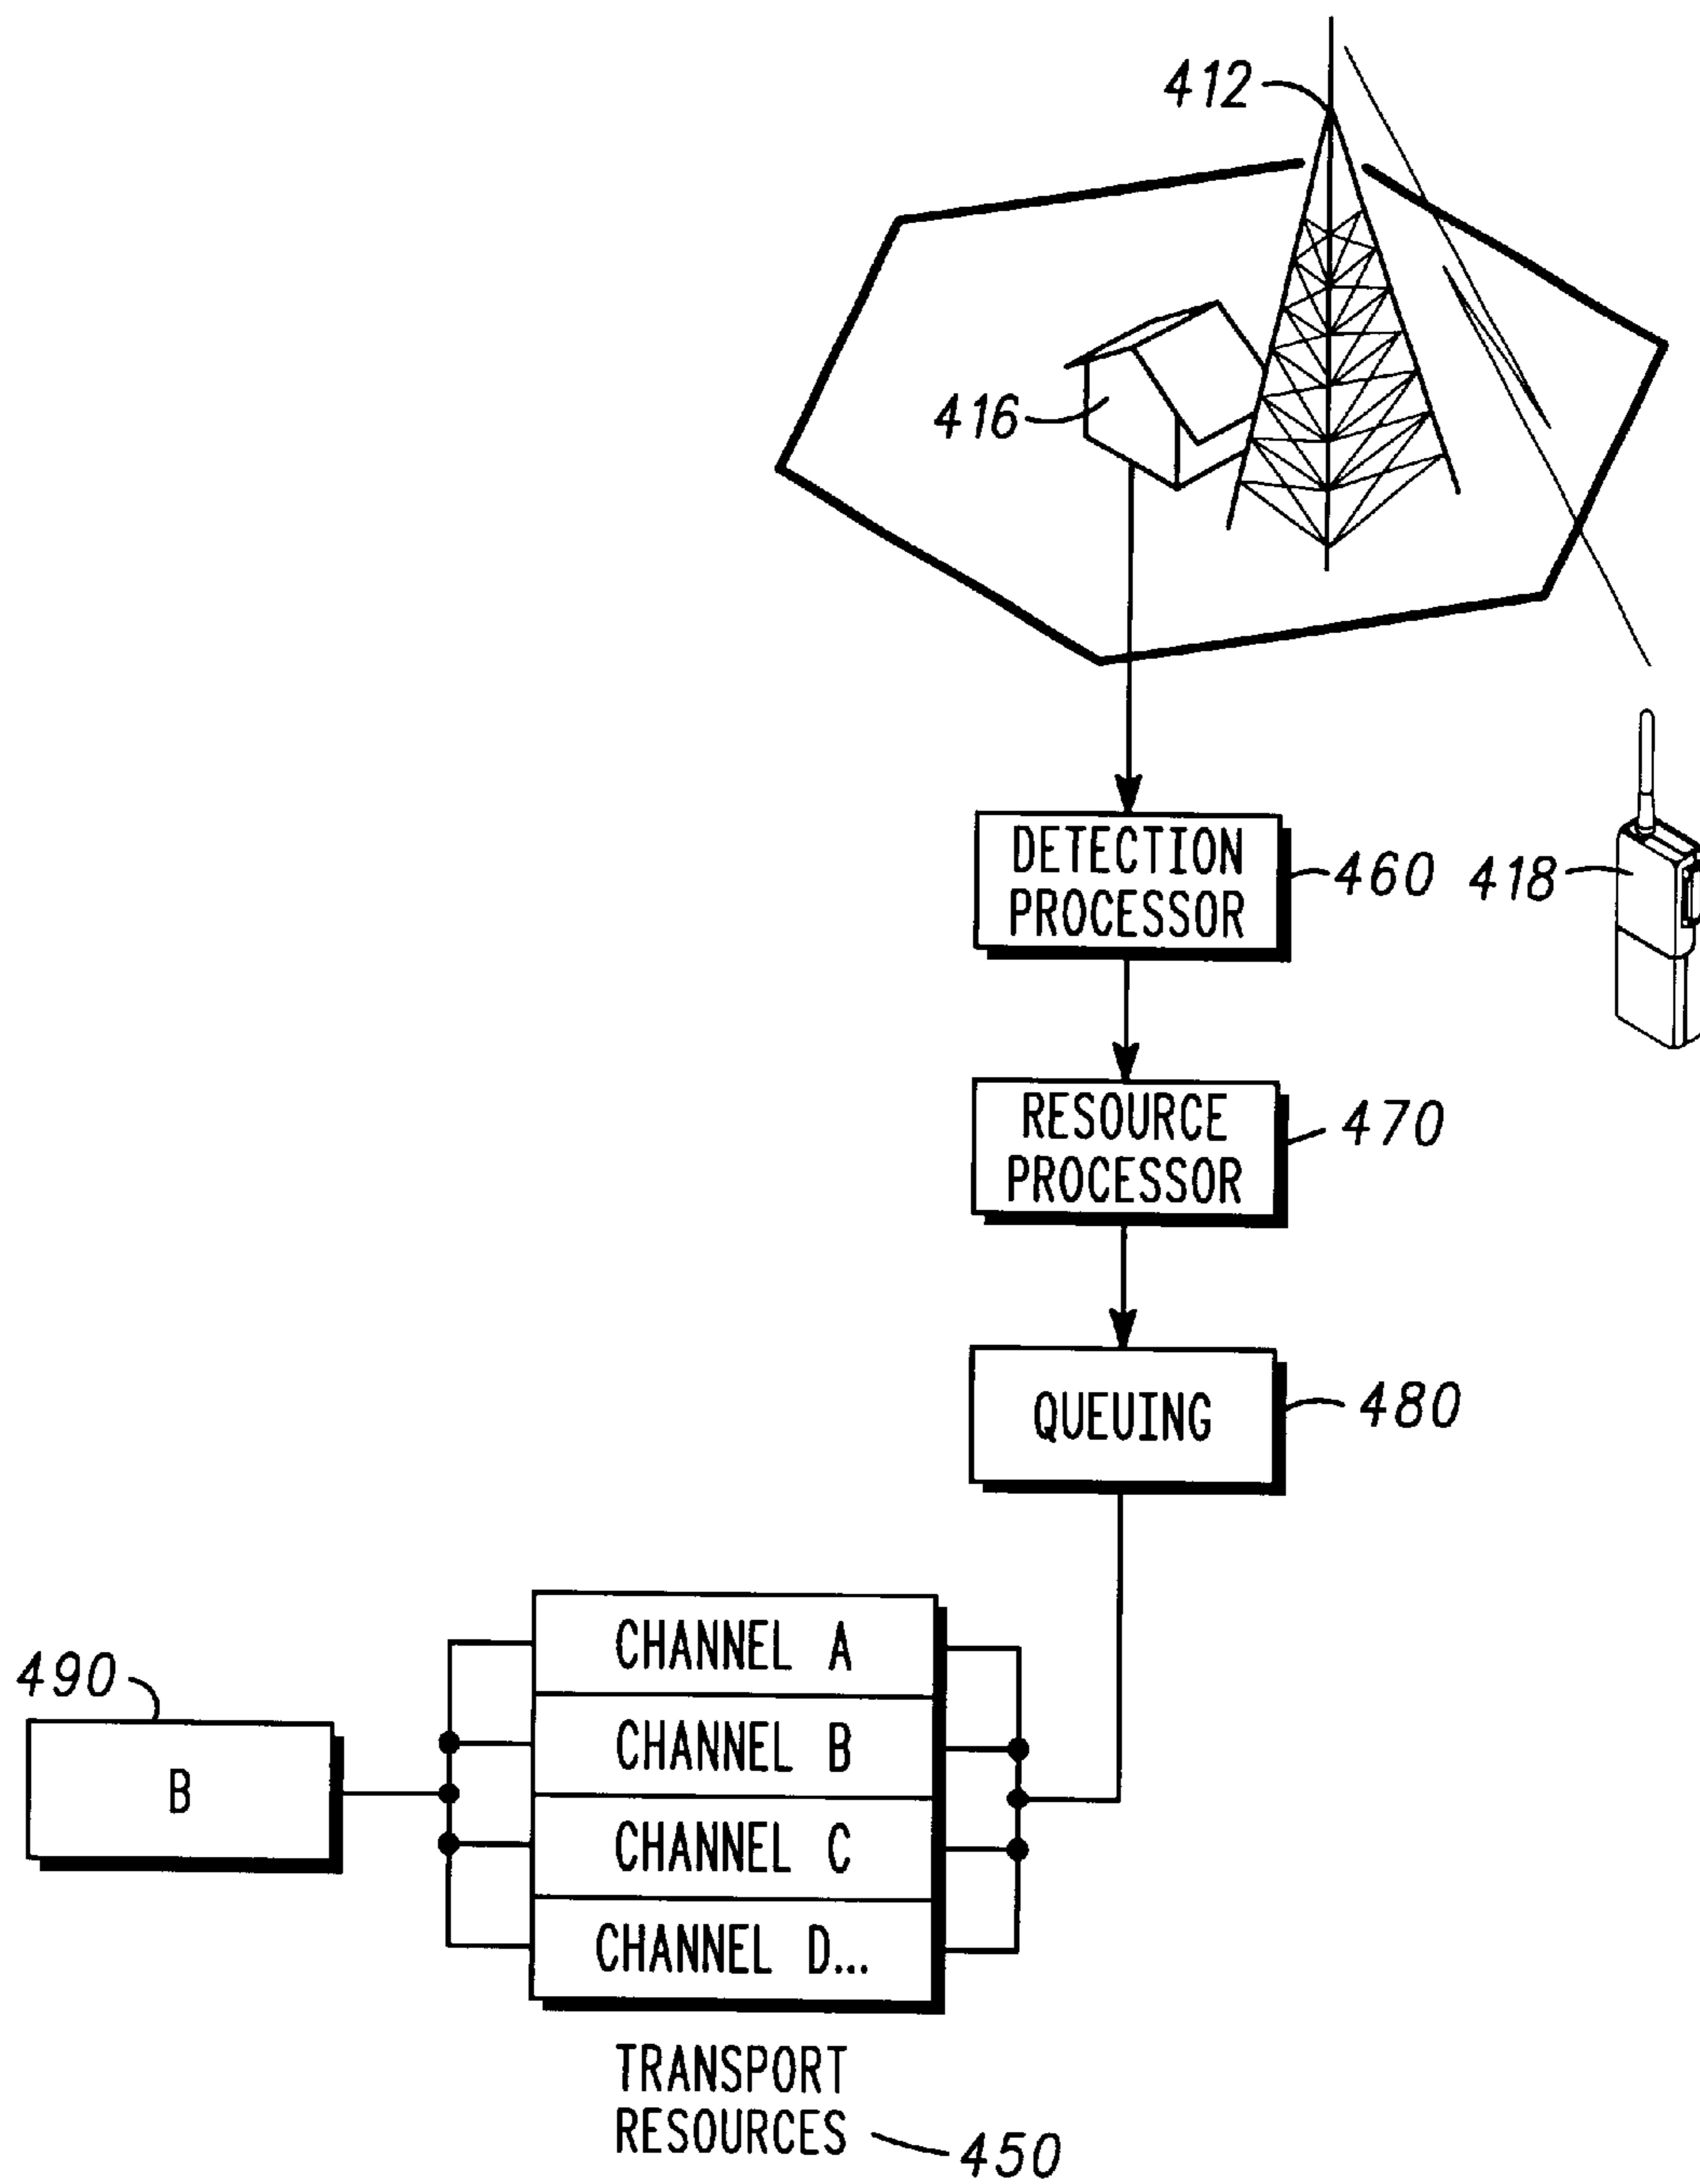 412
416
DETECTION
PROCESSOR
460
418
RESOURCE
PROCESSOR
470
QUEUING
480
490
B
CHANNEL A
CHANNEL B
CHANNEL C
CHANNEL D...
TRANSPORT
RESOURCES
450